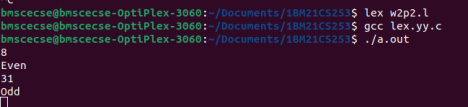 bmscecse@bmscecse-OptiPlex-3060:~/Documents/1BM21CS253$ lex w2p2.l
bmscecse@bmscecse-OptiPlex-3060:~/Documents/1BM21CS253$ gcc lex.yy.c
bmscecse@bmscecse-OptiPlex-3060:~/Documents/1BM21CS253$ ./a.out
8
Even
31
Odd